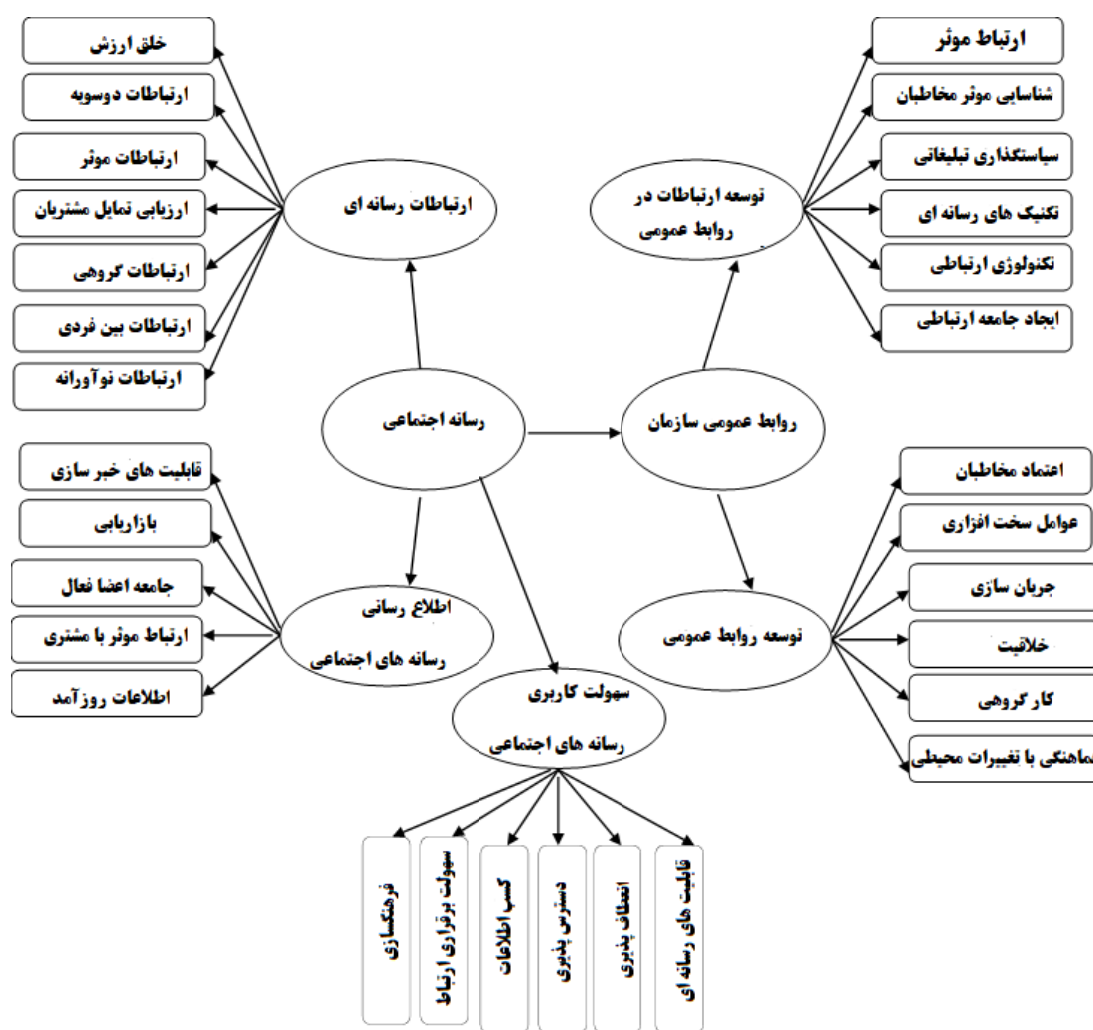 ارتباط موثر
شناسایی موثر مخاطبان
سیاستگذاری تبلیغاتی
تکنیک های رسانه ای
تکنولوژی ارتباطی
ایجاد جامعه ارتباطی
توسعه ارتباطات در
روابط عمومی
خلق ارزش
ارتباطات دوسویه
ارتباطات موثر
ارزیابی تمایل مشتریان
ارتباطات گروهی
ارتباطات بین فردی
ارتباطات نوآورانه
ارتباطات رسانه ای
روابط عمومی سازمان
رسانه اجتماعی
اعتماد مخاطبان
عوامل سخت افزاری
جریان سازی
خلاقیت
کار گروهی
هماهنگی با تغییرات محیطی
توسعه روابط عمومی
قابلیت های خبر سازی
بازاریابی
جامعه اعضا فعال
ارتباط موثر با مشتری
اطلاعات روزآمد
اطلاع رسانی
رسانه های اجتماعی
سهولت کاربری
رسانه های اجتماعی
قابلیت های رسانه ای
انعطاف پذیری
دسترس پذیری
کسب اطلاعات
سهولت برقراری ارتباط
فرهنگسازی